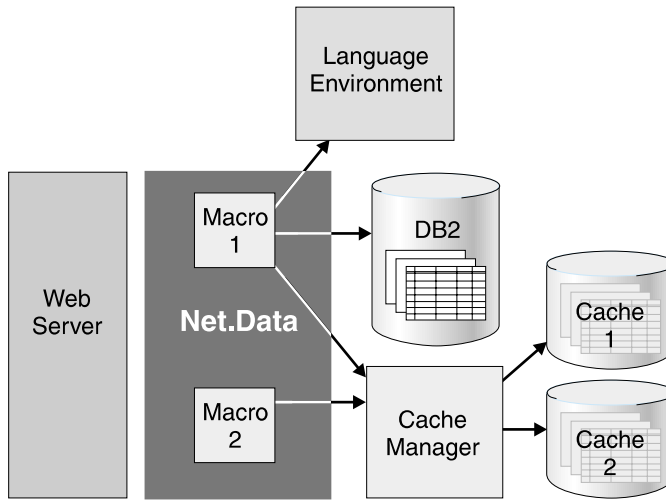 Language
Environment
Macro
1
DB2
Web
Server
Net.Data
Cache
1
Macro
2
Cache
Manager
Cache
2